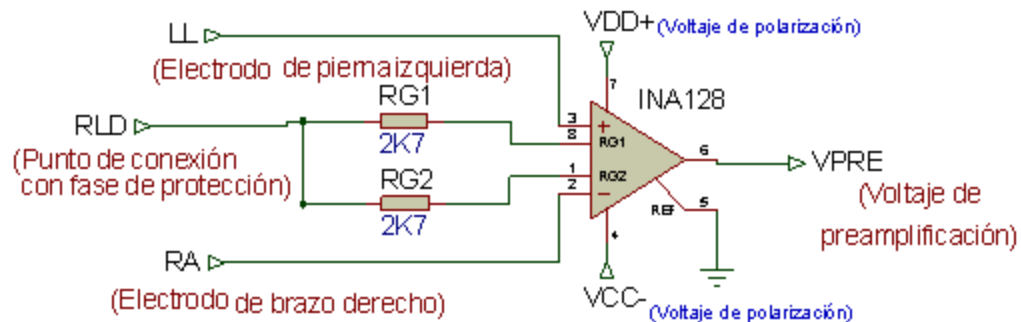 LL
(Electrodo de pierna izquierda)
VDD+ (Voltaje de polarización)
7
RG1
INA128
RLD
2K7
3
+
8
RG1
(Punto de conexión
con fase de protección)
RG2
1
RG2
2
−
6
VPRE
2K7
REF
5
(Voltaje de
preamplificación)
RA
4
(Electrodo de brazo derecho)
VCC- (Voltaje de polarización)